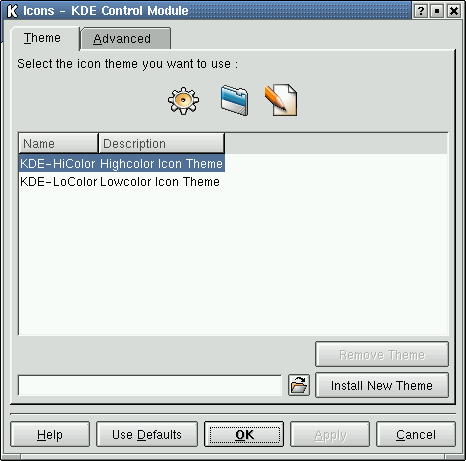 Icons - KDE Control Module
Theme Advanced
Select the icon theme you want to use :
Name Description
KDE-HiColor Highcolor Icon Theme
KDE-LoColor Lowcolor Icon Theme
Remove Theme
Install New Theme
Help Use Defaults OK Apply Cancel